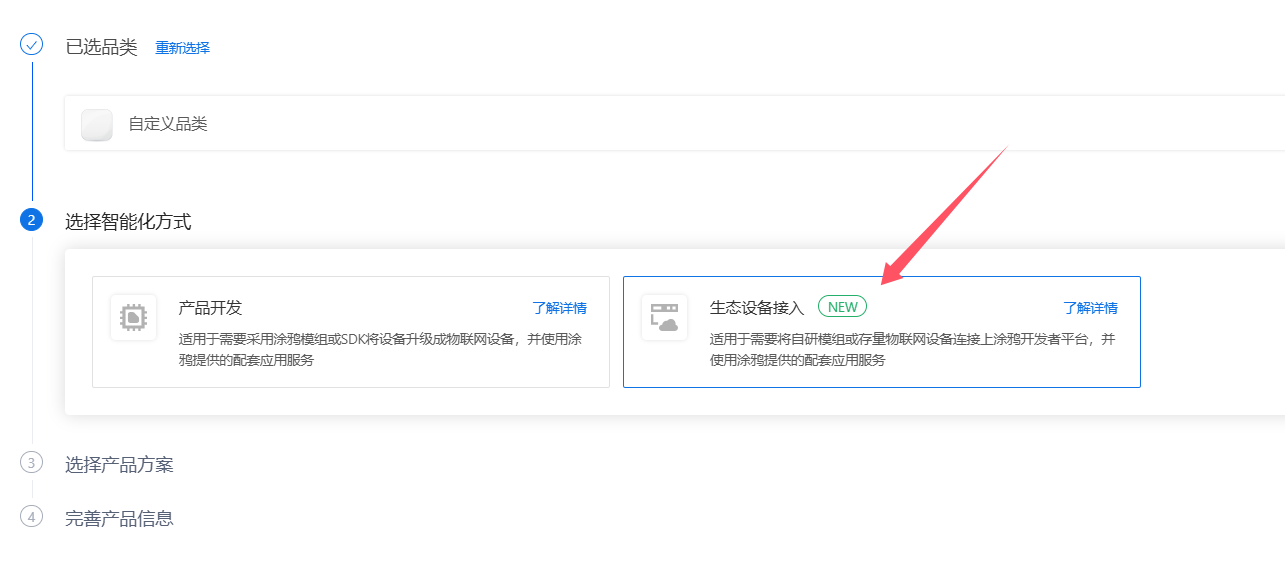 已选品类 重新选择
自定义品类
2 选择智能化方式
产品开发 了解详情
适用于需要采用涂鸦模组或SDK将设备升级成物联网设备，并使用涂
鸦提供的配套应用服务
生态设备接入 NEW 了解详情
适用于需要将自研模组或存量物联网设备连接上涂鸦开发者平台，并
使用涂鸦提供的配套应用服务
3 选择产品方案
4 完善产品信息